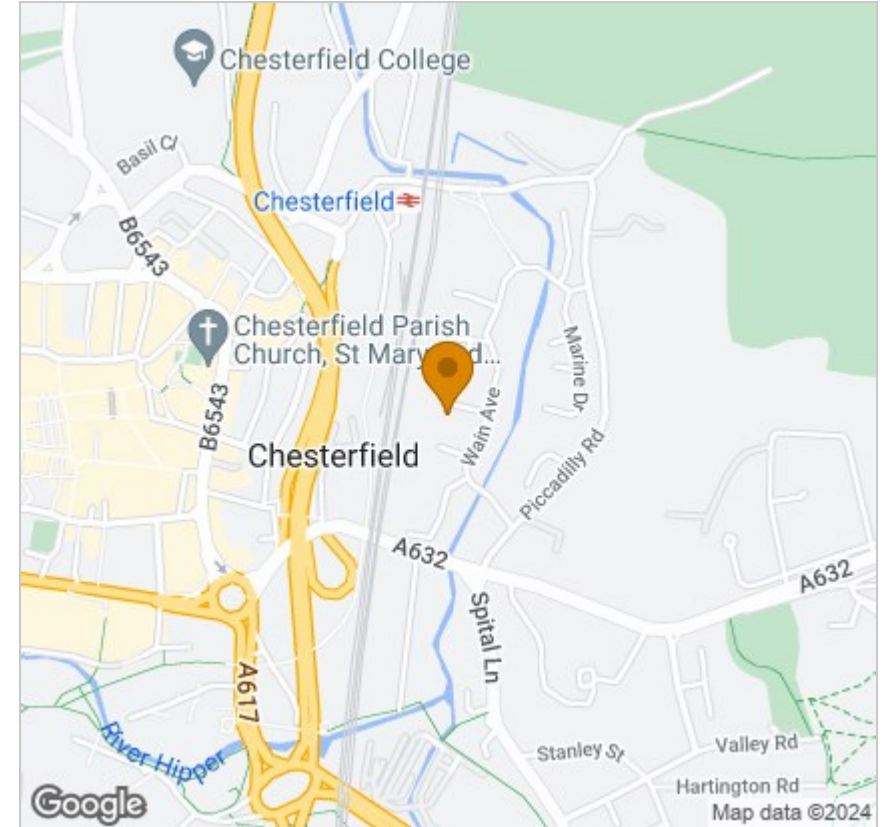 Chesterfield College
Basil Cl
Chesterfield
B6543
Chesterfield Parish
Church, St Mary
d...
Marine Dr
B6543
Wain Ave
Chesterfield
Piccadilly Rd
A632
A632
Spital Ln
A617
River Hipper
Stanley St
Valley Rd
Hartington Rd
Google
Map data ©2024